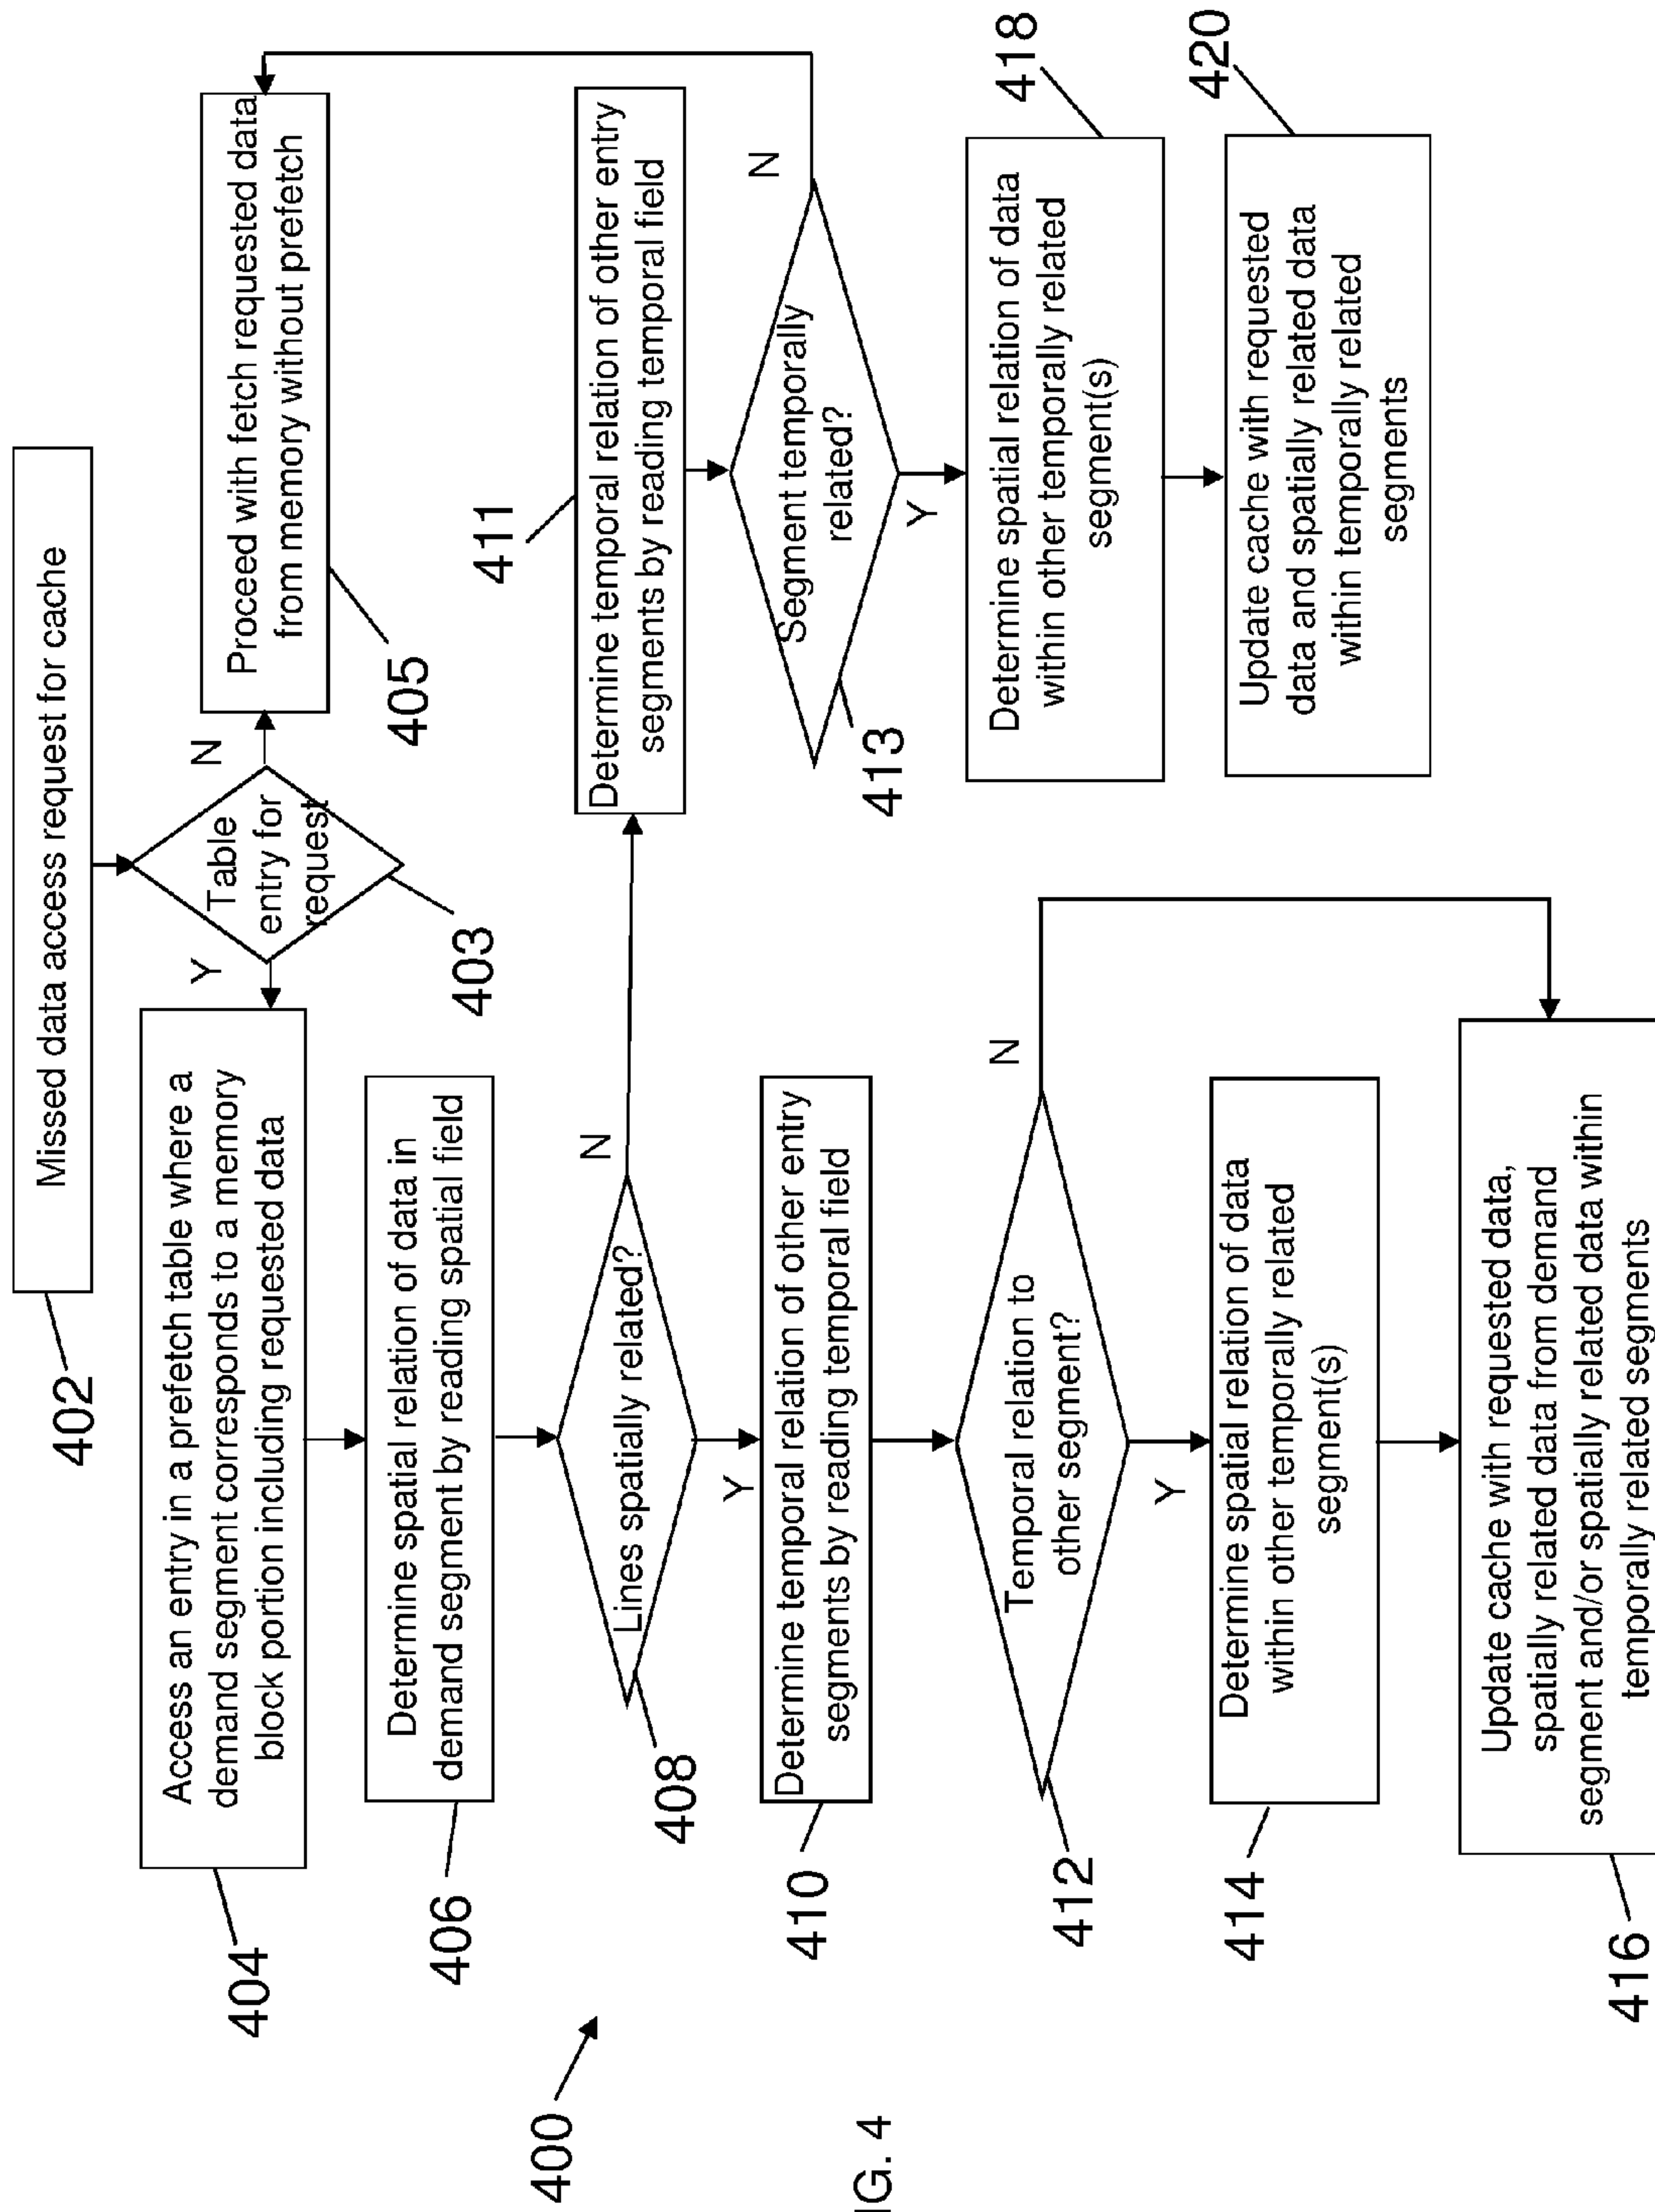 Missed data access request for cache
402
Table
entry for
request
Y
N
403
Proceed with fetch requested data
from memory without prefetch
405
Access an entry in a prefetch table where a
demand segment corresponds to a memory
block portion including requested data
404
Determine spatial relation of data in
demand segment by reading spatial field
406
Lines spatially related?
N
Y
408
Determine temporal relation of other entry
segments by reading temporal field
410
Determine temporal relation of other entry
segments by reading temporal field
411
Segment temporally
related?
N
Y
413
Temporal relation to
other segment?
N
Y
412
Determine spatial relation of data
within other temporally related
segment(s)
414
Determine spatial relation of data
within other temporally related
segment(s)
418
Update cache with requested data,
spatially related data from demand
segment and/or spatially related data within
temporally related segments
416
Update cache with requested
data and spatially related data
within temporally related
segments
420
400
IG. 4